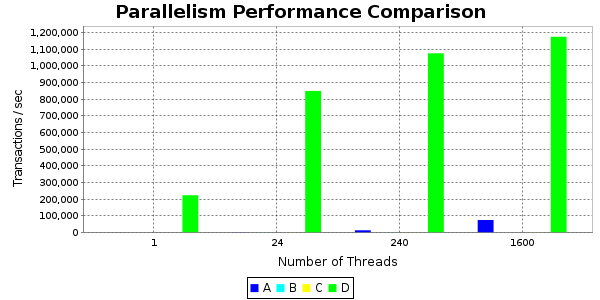 Parallelism Performance Comparison
1,200,000
1,100,000
1,000,000
900,000
800,000
700,000
600,000
500,000
400,000
300,000
200,000
100,000
0
Transactions / sec
1 24 240 1600
Number of Threads
A B C D